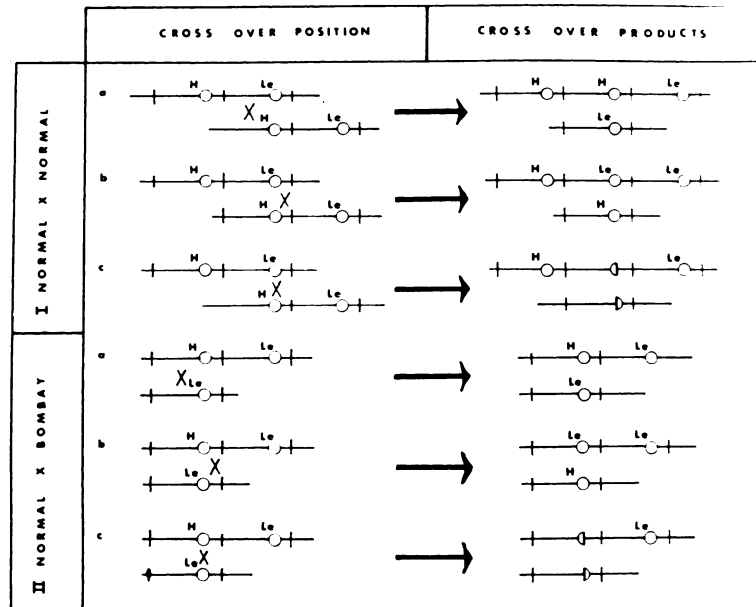 CROSS OVER POSITION CROSS OVER PRODUCTS
I NORMAL X NORMAL
a H Le H H Le
X H Le Le
b H Le H Le Le
H X Le H
c H Le H Le
H X Le
II NORMAL X BOMBAY
a H Le H Le
X Le Le
b H Le Le Le
Le X H
c H Le Le
Le X